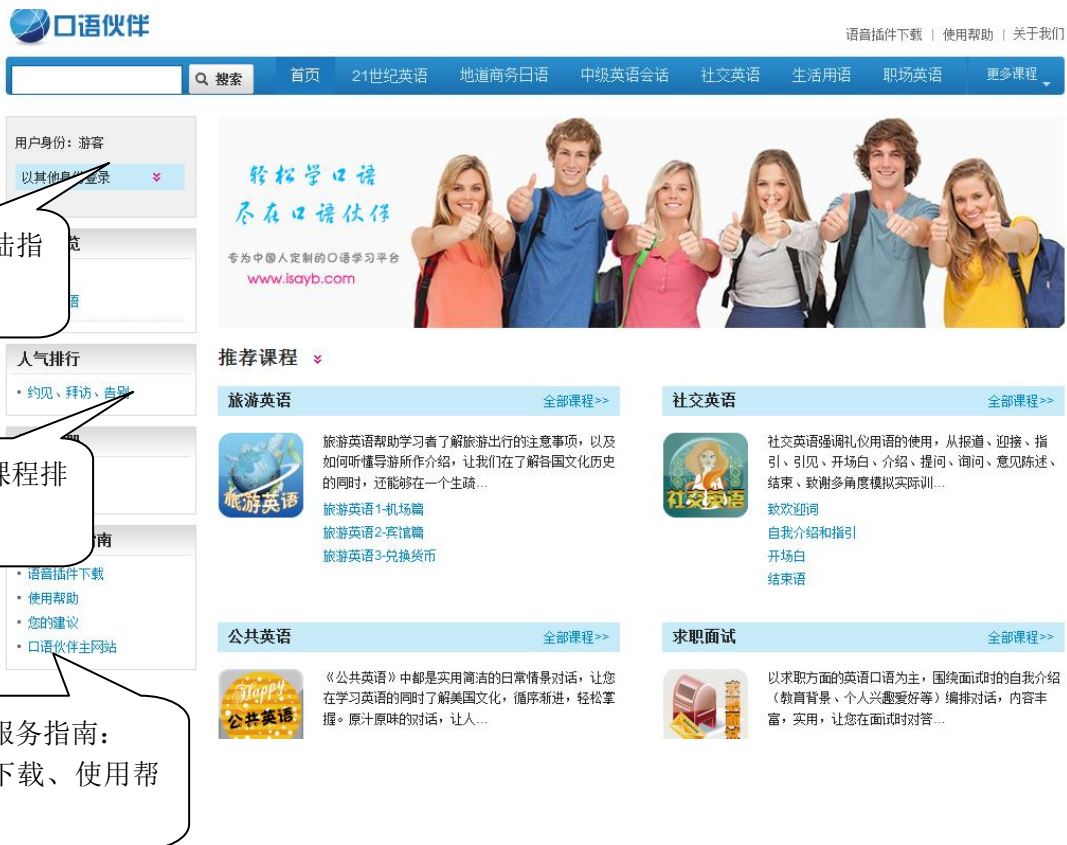 口语伙伴
语音插件下载 | 使用帮助 | 关于我们
搜索 首页 21世纪英语 地道商务日语 中级英语会话 社交英语 生活用语 职场英语 更多课程
用户身份：游客
以其他身份登录
轻松学口语
尽在口语伙伴
专为中国人定制的口语学习平台
www.isayb.com
陆指
览
语
人气排行
• 约见、拜访、告别
课程排
南
• 语音插件下载
• 使用帮助
• 您的建议
• 口语伙伴主网站
服务指南：
下载、使用帮
推荐课程
旅游英语 全部课程>>
旅游英语
旅游英语帮助学习者了解旅游出行的注意事项，以及
如何听懂导游所作介绍，让我们在了解各国文化历史
的同时，还能够在一个生疏...
旅游英语1-机场篇
旅游英语2-宾馆篇
旅游英语3-兑换货币
社交英语 全部课程>>
社交英语
社交英语强调礼仪用语的使用，从报道、迎接、指
引、引见、开场白、介绍、提问、询问、意见陈述、
结束、致谢多角度模拟实际训...
致欢迎词
自我介绍和指引
开场白
结束语
公共英语 全部课程>>
Happy
公共英语
《公共英语》中都是实用简洁的日常情景对话，让您
在学习英语的同时了解美国文化，循序渐进，轻松掌
握。原汁原味的对话，让人...
求职面试 全部课程>>
求职面试
以求职方面的英语口语为主，围绕面试时的自我介绍
（教育背景、个人兴趣爱好等）编排对话，内容丰
富，实用，让您在面试时对答...